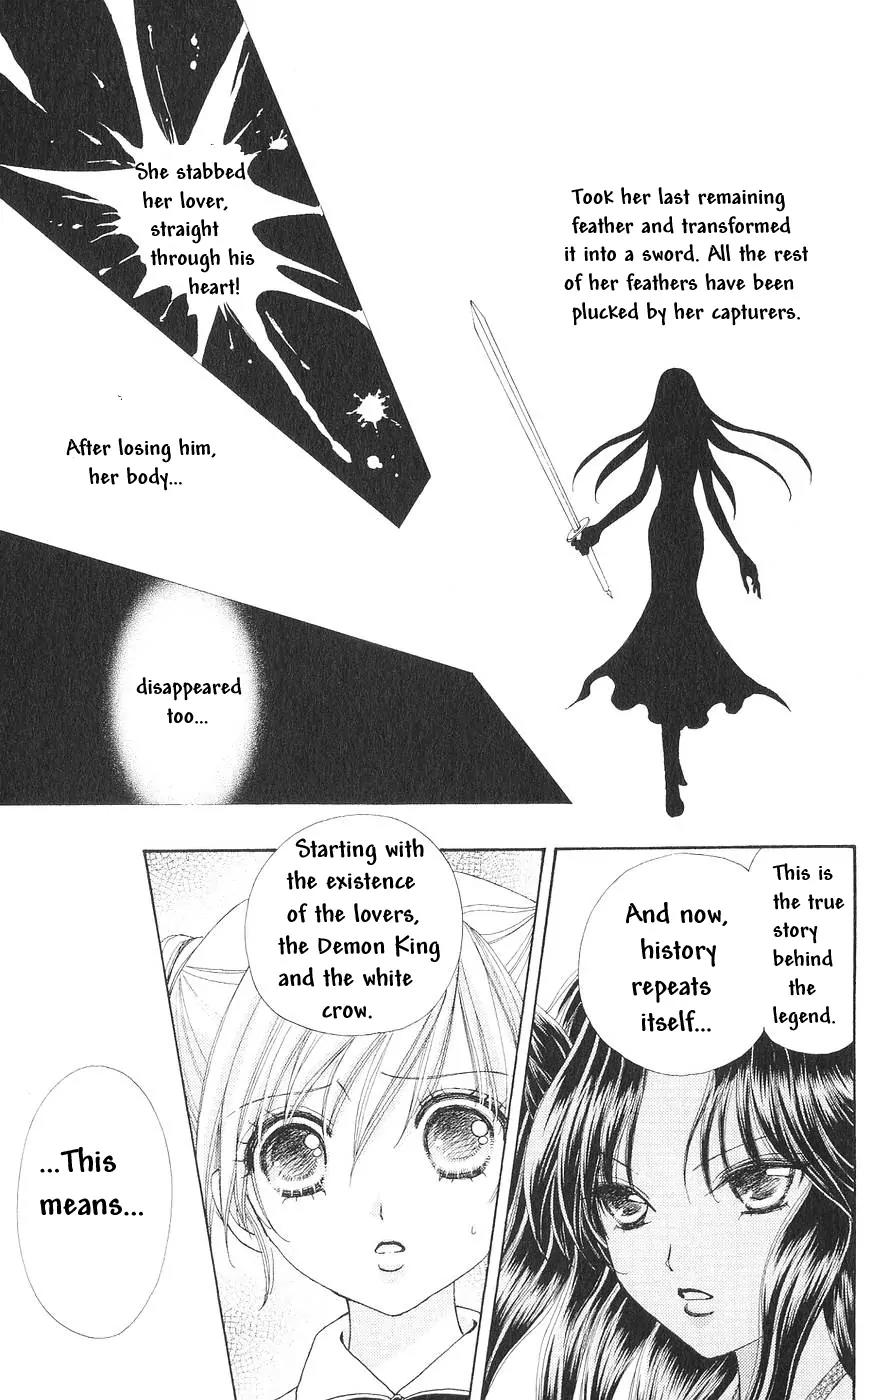 Took her last remaining
feather and transformed
it into a sword. All the rest
of her feathers have been
plucked by her capturers.
She stabbed
her lover,
straight
through his
heart!
After losing him,
her body...
disappeared
too...
This is
the true
story
behind
the
legend.
And now,
history
repeats
itself...
Starting with
the existence
of the lovers,
the Demon King
and the white
crow.
...This
means...